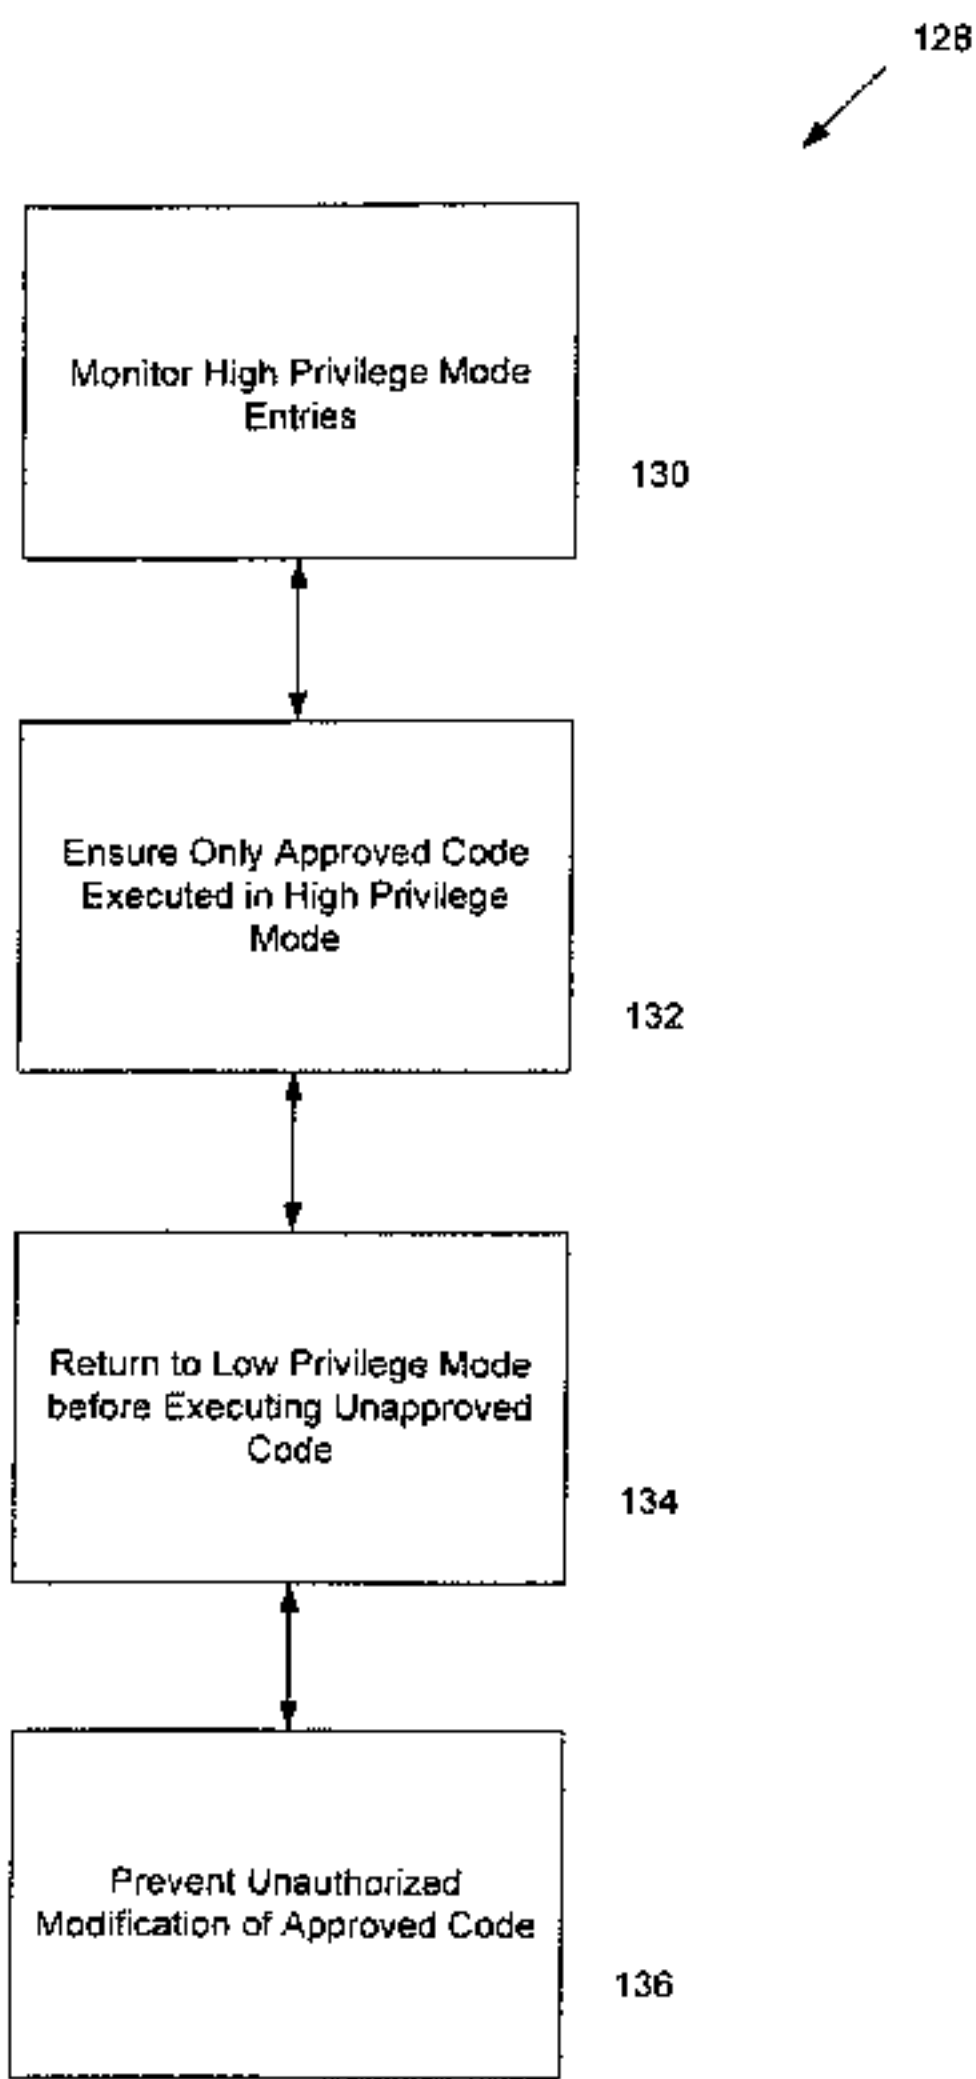 128
Monitor High Privilege Mode
Entries
130
Ensure Only Approved Code
Executed in High Privilege
Mode
132
Return to Low Privilege Mode
before Executing Unapproved
Code
134
Prevent Unauthorized
Modification of Approved Code
136